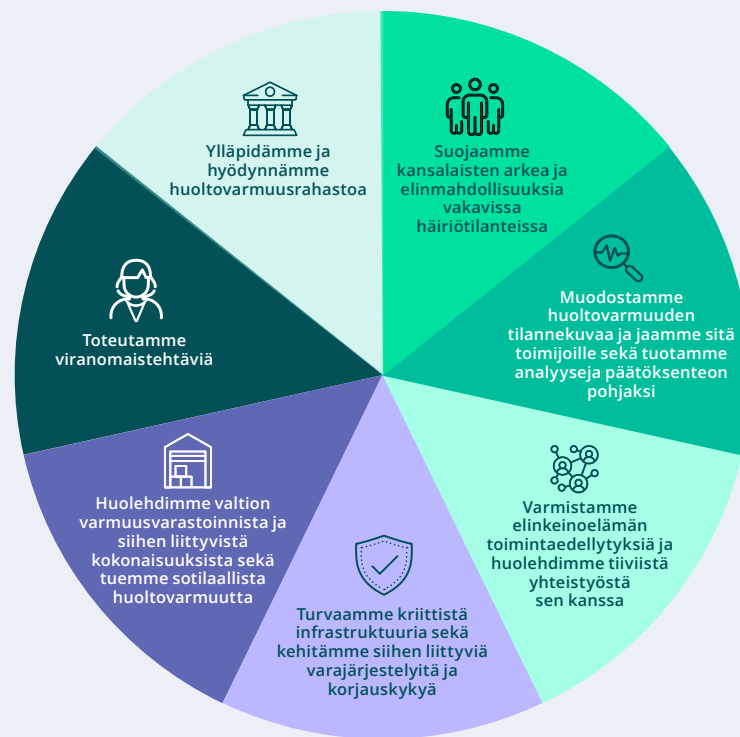 Ylläpidämme ja
hyödynnämme
huoltovarmuusrahastoa
Suojaamme
kansalaisten arkea ja
elinmahdollisuuksia
vakavissa
häiriötilanteissa
Muodostamme
huoltovarmuuden
tilannekuvaa ja jaamme sitä
toimijoille sekä tuotamme
analyyseja päätöksenteon
pohjaksi
Varmistamme
elinkeinoelämän
toimintaedellytyksiä ja
huolehdimme tiiviistä
yhteistyöstä
sen kanssa
Turvaamme kriittistä
infrastruktuuria sekä
kehitämme siihen liittyviä
varajärjestelyitä ja
korjauskykyä
Huolehdimme valtion
varmuusvarastoinnista ja
siihen liittyvistä
kokonaisuuksista sekä
tuemme sotilaallista
huoltovarmuutta
Toteutamme
viranomaistehtäviä